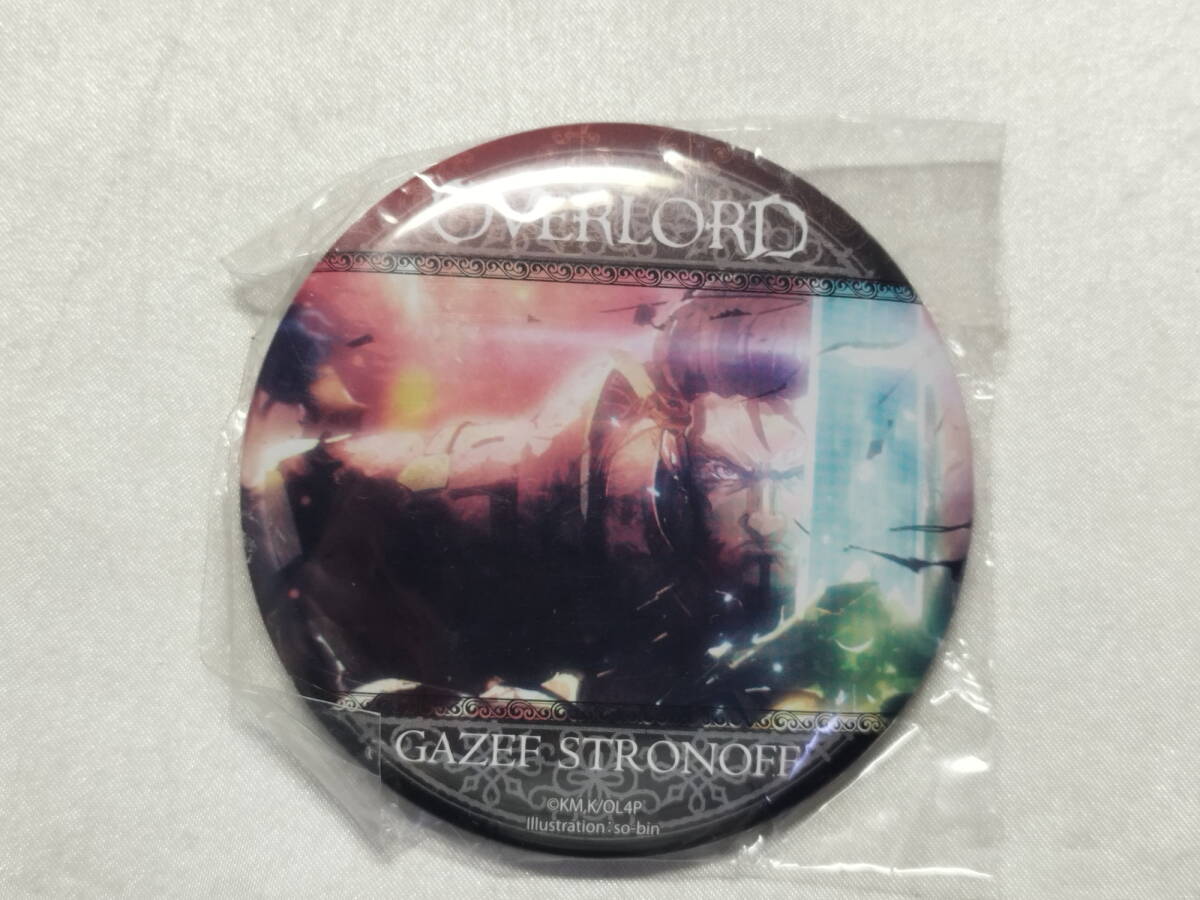 OVERLORD
GAZEF STRONOFF
©KM,K/OL4P
Illustration:so-bin